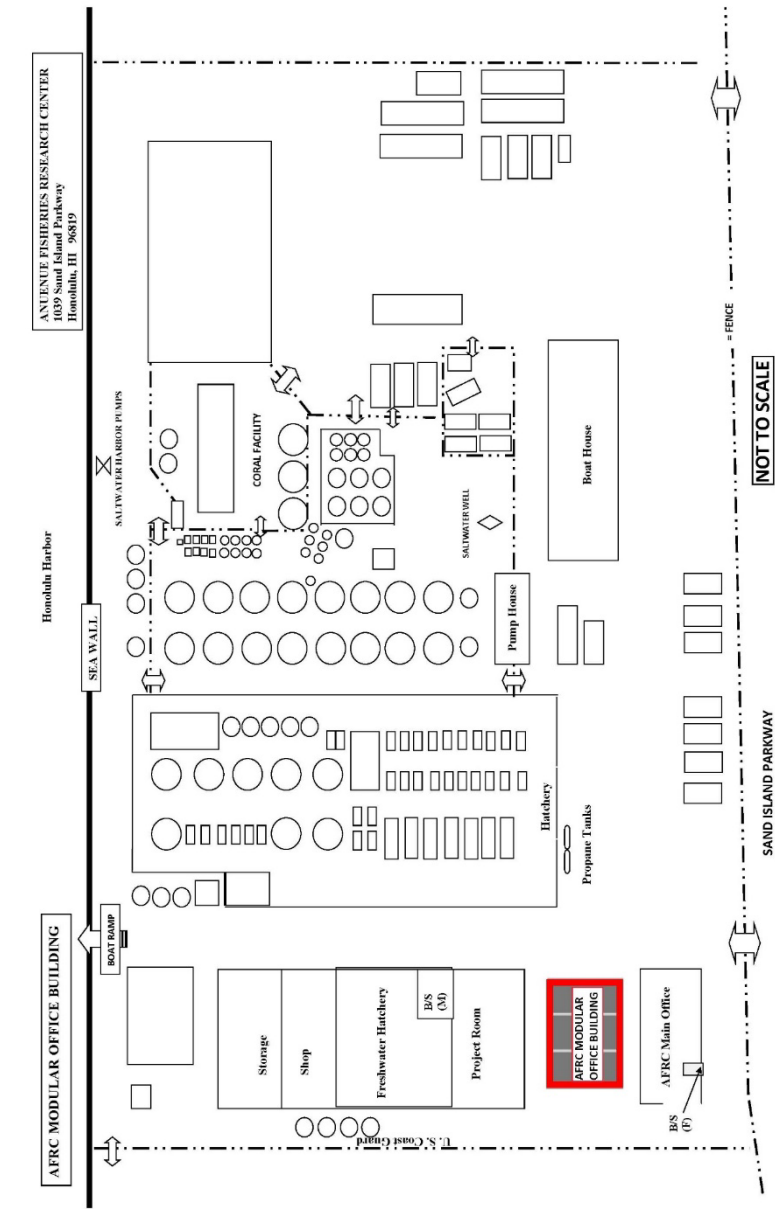 AFRC MODULAR OFFICE BUILDING
ANUENUE FISHERIES RESEARCH CENTER
1039 Sand Island Parkway
Honolulu, HI 96819
Honolulu Harbor
BOAT RAMP
SEA WALL
SALTWATER HARBOR PUMPS
CORAL FACILITY
Storage
Shop
Freshwater Hatchery
B/S
(M)
Project Room
U. S. Coast Guard
Hatchery
Propane Tanks
Pump House
SALTWATER WELL
Boat House
AFRC MODULAR
OFFICE BUILDING
AFRC Main Office
B/S
(F)
= FENCE
SAND ISLAND PARKWAY
NOT TO SCALE